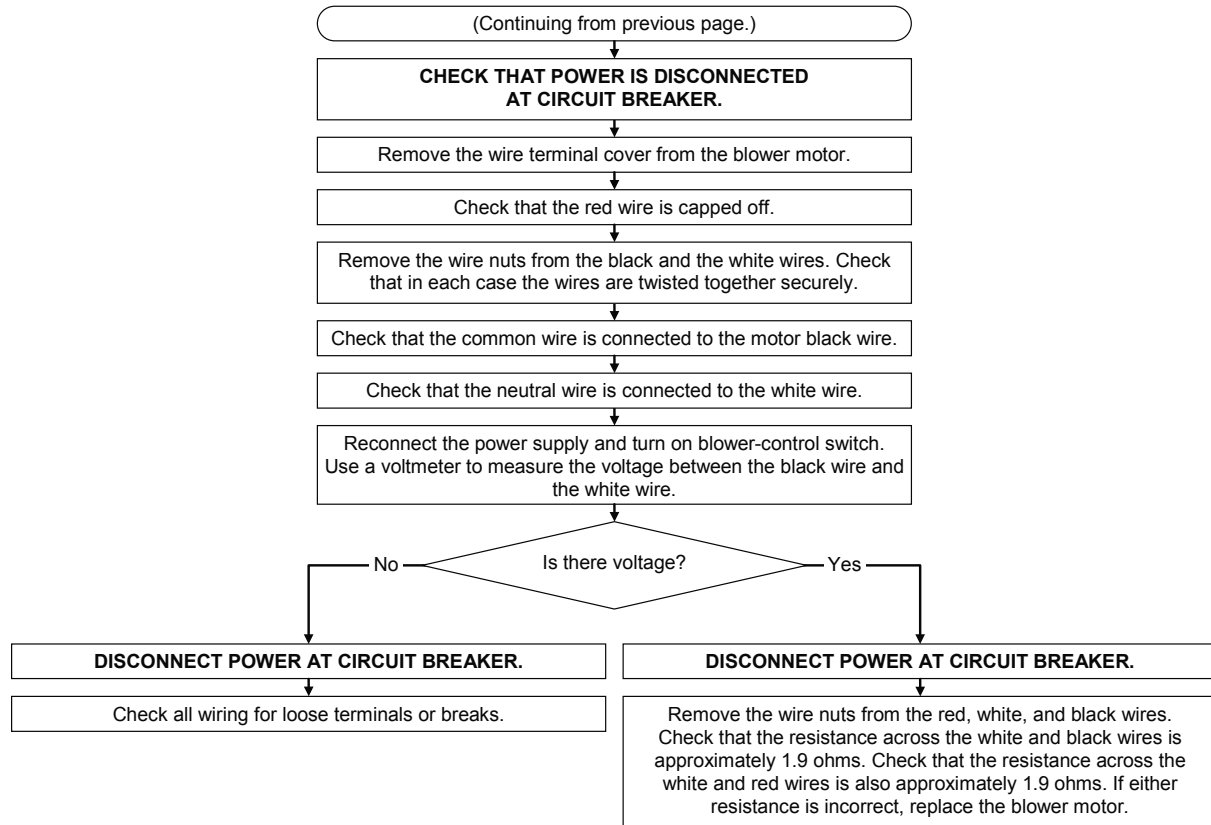 (Continuing from previous page.)
CHECK THAT POWER IS DISCONNECTED
AT CIRCUIT BREAKER.
Remove the wire terminal cover from the blower motor.
Check that the red wire is capped off.
Remove the wire nuts from the black and the white wires. Check
that in each case the wires are twisted together securely.
Check that the common wire is connected to the motor black wire.
Check that the neutral wire is connected to the white wire.
Reconnect the power supply and turn on blower-control switch.
Use a voltmeter to measure the voltage between the black wire and
the white wire.
Is there voltage?
No
Yes
DISCONNECT POWER AT CIRCUIT BREAKER.
Check all wiring for loose terminals or breaks.
DISCONNECT POWER AT CIRCUIT BREAKER.
Remove the wire nuts from the red, white, and black wires.
Check that the resistance across the white and black wires is
approximately 1.9 ohms. Check that the resistance across the
white and red wires is also approximately 1.9 ohms. If either
resistance is incorrect, replace the blower motor.